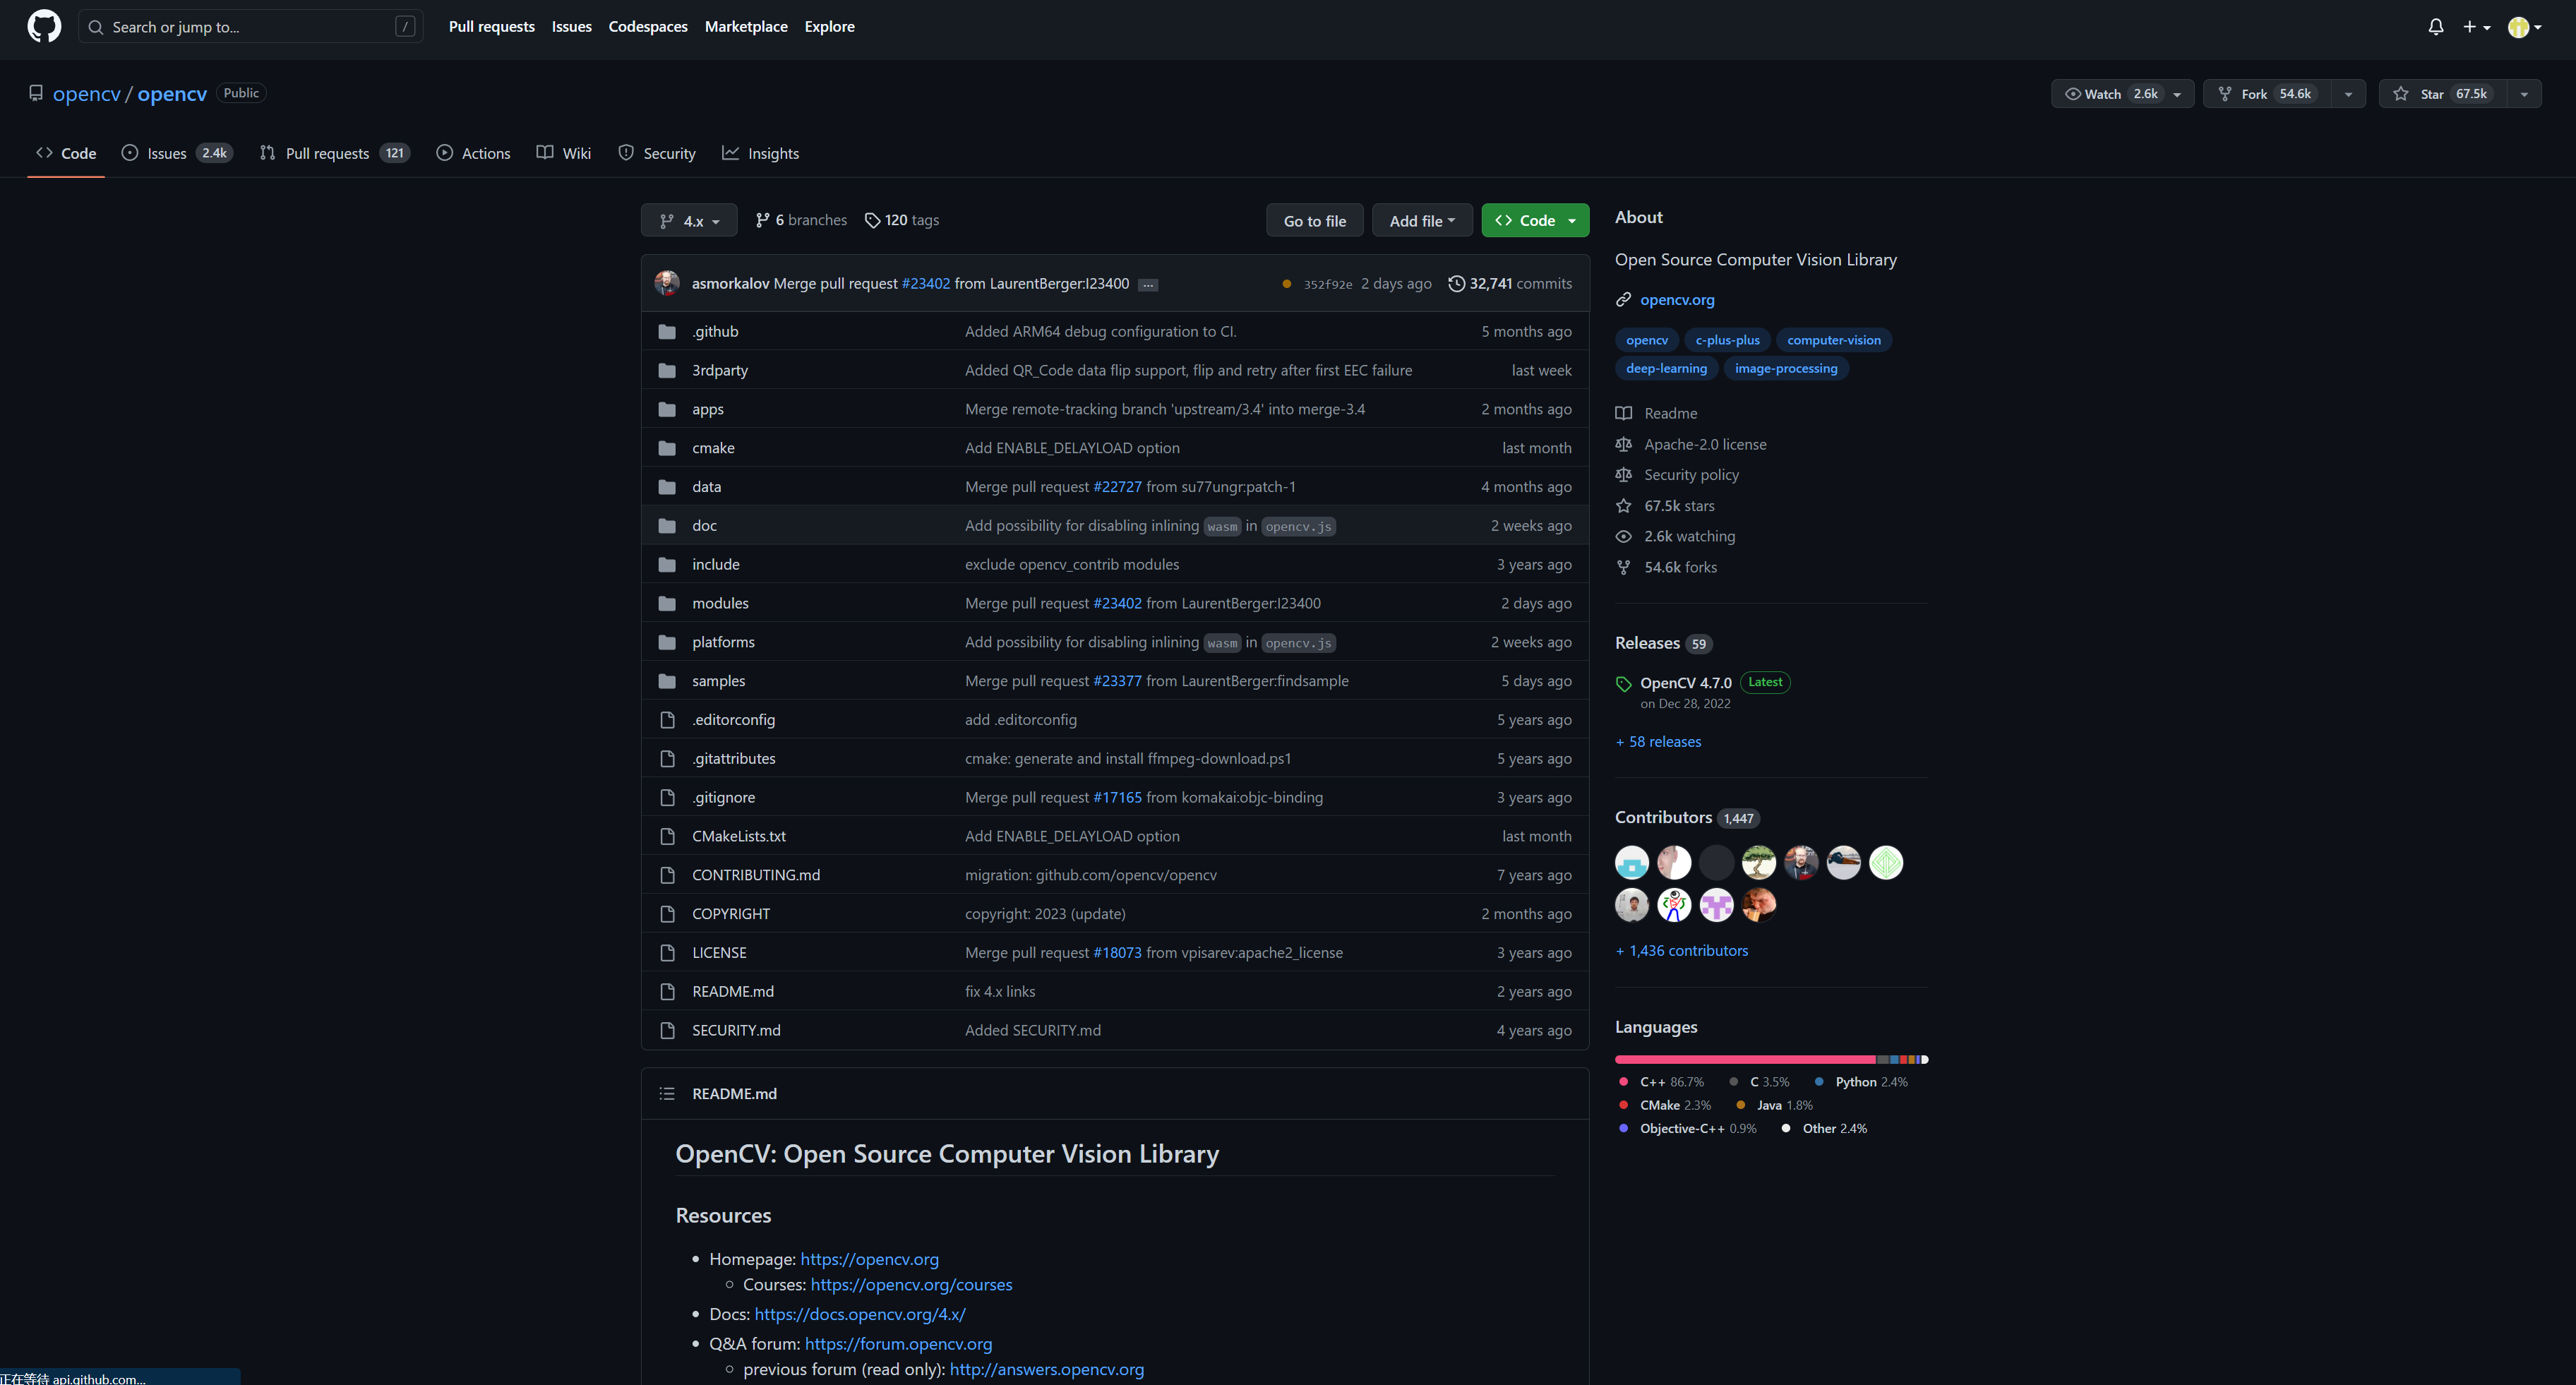 Search or jump to... /
Pull requests Issues Codespaces Marketplace Explore
opencv / opencv Public
Watch 2.6k Fork 54.6k Star 67.5k
Code Issues 2.4k Pull requests 121 Actions Wiki Security Insights
4.x 6 branches 120 tags Go to file Add file Code
asmorkalov Merge pull request #23402 from LaurentBerger:I23400 ... 352f92e 2 days ago 32,741 commits
.github Added ARM64 debug configuration to CI. 5 months ago
3rdparty Added QR_Code data flip support, flip and retry after first EEC failure last week
apps Merge remote-tracking branch 'upstream/3.4' into merge-3.4 2 months ago
cmake Add ENABLE_DELAYLOAD option last month
data Merge pull request #22727 from su77ungr:patch-1 4 months ago
doc Add possibility for disabling inlining wasm in opencv.js 2 weeks ago
include exclude opencv_contrib modules 3 years ago
modules Merge pull request #23402 from LaurentBerger:I23400 2 days ago
platforms Add possibility for disabling inlining wasm in opencv.js 2 weeks ago
samples Merge pull request #23377 from LaurentBerger:findsample 5 days ago
.editorconfig add .editorconfig 5 years ago
.gitattributes cmake: generate and install ffmpeg-download.ps1 5 years ago
.gitignore Merge pull request #17165 from komakai:objc-binding 3 years ago
CMakeLists.txt Add ENABLE_DELAYLOAD option last month
CONTRIBUTING.md migration: github.com/opencv/opencv 7 years ago
COPYRIGHT copyright: 2023 (update) 2 months ago
LICENSE Merge pull request #18073 from vpisarev:apache2_license 3 years ago
README.md fix 4.x links 2 years ago
SECURITY.md Added SECURITY.md 4 years ago
README.md
OpenCV: Open Source Computer Vision Library
Resources
Homepage: https://opencv.org
Courses: https://opencv.org/courses
Docs: https://docs.opencv.org/4.x/
Q&A forum: https://forum.opencv.org
previous forum (read only): http://answers.opencv.org
About
Open Source Computer Vision Library
opencv.org
opencv c-plus-plus computer-vision
deep-learning image-processing
Readme
Apache-2.0 license
Security policy
67.5k stars
2.6k watching
54.6k forks
Releases 59
OpenCV 4.7.0 Latest
on Dec 28, 2022
+ 58 releases
Contributors 1,447
+ 1,436 contributors
Languages
C++ 86.7% C 3.5% Python 2.4%
CMake 2.3% Java 1.8%
Objective-C++ 0.9% Other 2.4%
正在等待 api.github.com...